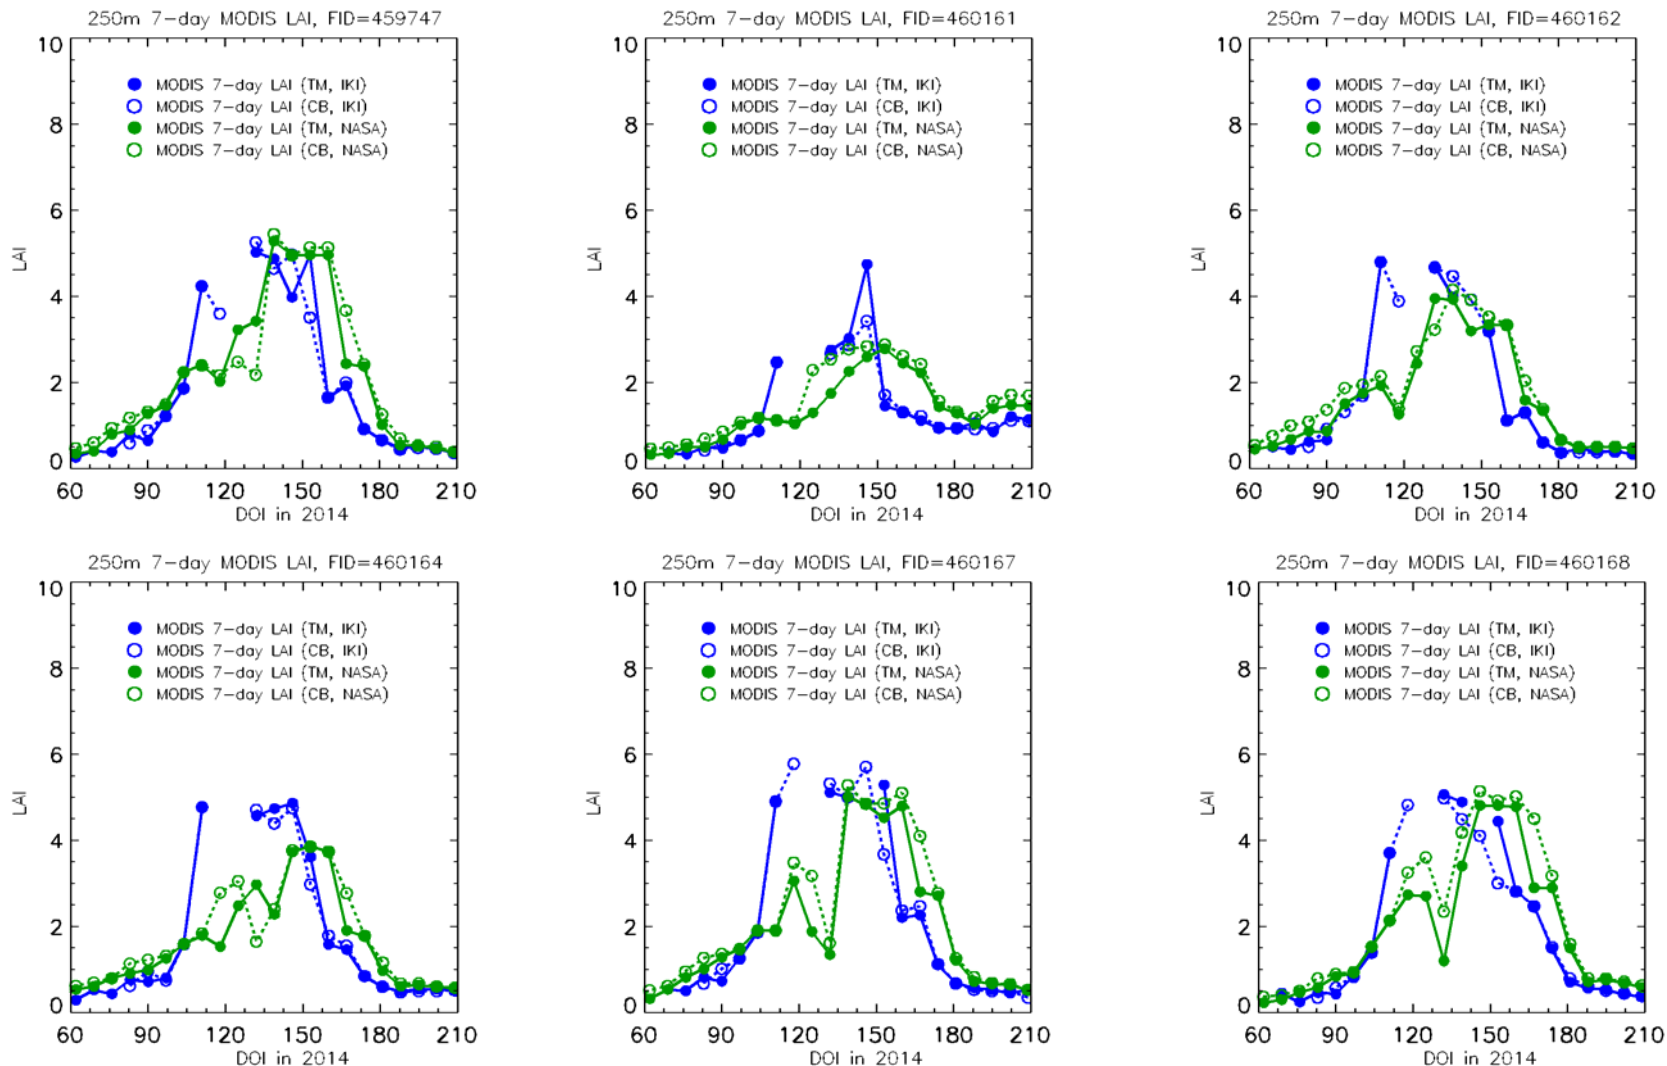 250m 7-day MODIS LAI, FID=459747
10
8
6
4
2
0
LAI
MODIS 7-day LAI (TM, IKI)
MODIS 7-day LAI (CB, IKI)
MODIS 7-day LAI (TM, NASA)
MODIS 7-day LAI (CB, NASA)
60 90 120 150 180 210
DOI in 2014
250m 7-day MODIS LAI, FID=460161
10
8
6
4
2
0
LAI
MODIS 7-day LAI (TM, IKI)
MODIS 7-day LAI (CB, IKI)
MODIS 7-day LAI (TM, NASA)
MODIS 7-day LAI (CB, NASA)
60 90 120 150 180 210
DOI in 2014
250m 7-day MODIS LAI, FID=460162
10
8
6
4
2
0
LAI
MODIS 7-day LAI (TM, IKI)
MODIS 7-day LAI (CB, IKI)
MODIS 7-day LAI (TM, NASA)
MODIS 7-day LAI (CB, NASA)
60 90 120 150 180 210
DOI in 2014
250m 7-day MODIS LAI, FID=460164
10
8
6
4
2
0
LAI
MODIS 7-day LAI (TM, IKI)
MODIS 7-day LAI (CB, IKI)
MODIS 7-day LAI (TM, NASA)
MODIS 7-day LAI (CB, NASA)
60 90 120 150 180 210
DOI in 2014
250m 7-day MODIS LAI, FID=460167
10
8
6
4
2
0
LAI
MODIS 7-day LAI (TM, IKI)
MODIS 7-day LAI (CB, IKI)
MODIS 7-day LAI (TM, NASA)
MODIS 7-day LAI (CB, NASA)
60 90 120 150 180 210
DOI in 2014
250m 7-day MODIS LAI, FID=460168
10
8
6
4
2
0
LAI
MODIS 7-day LAI (TM, IKI)
MODIS 7-day LAI (CB, IKI)
MODIS 7-day LAI (TM, NASA)
MODIS 7-day LAI (CB, NASA)
60 90 120 150 180 210
DOI in 2014